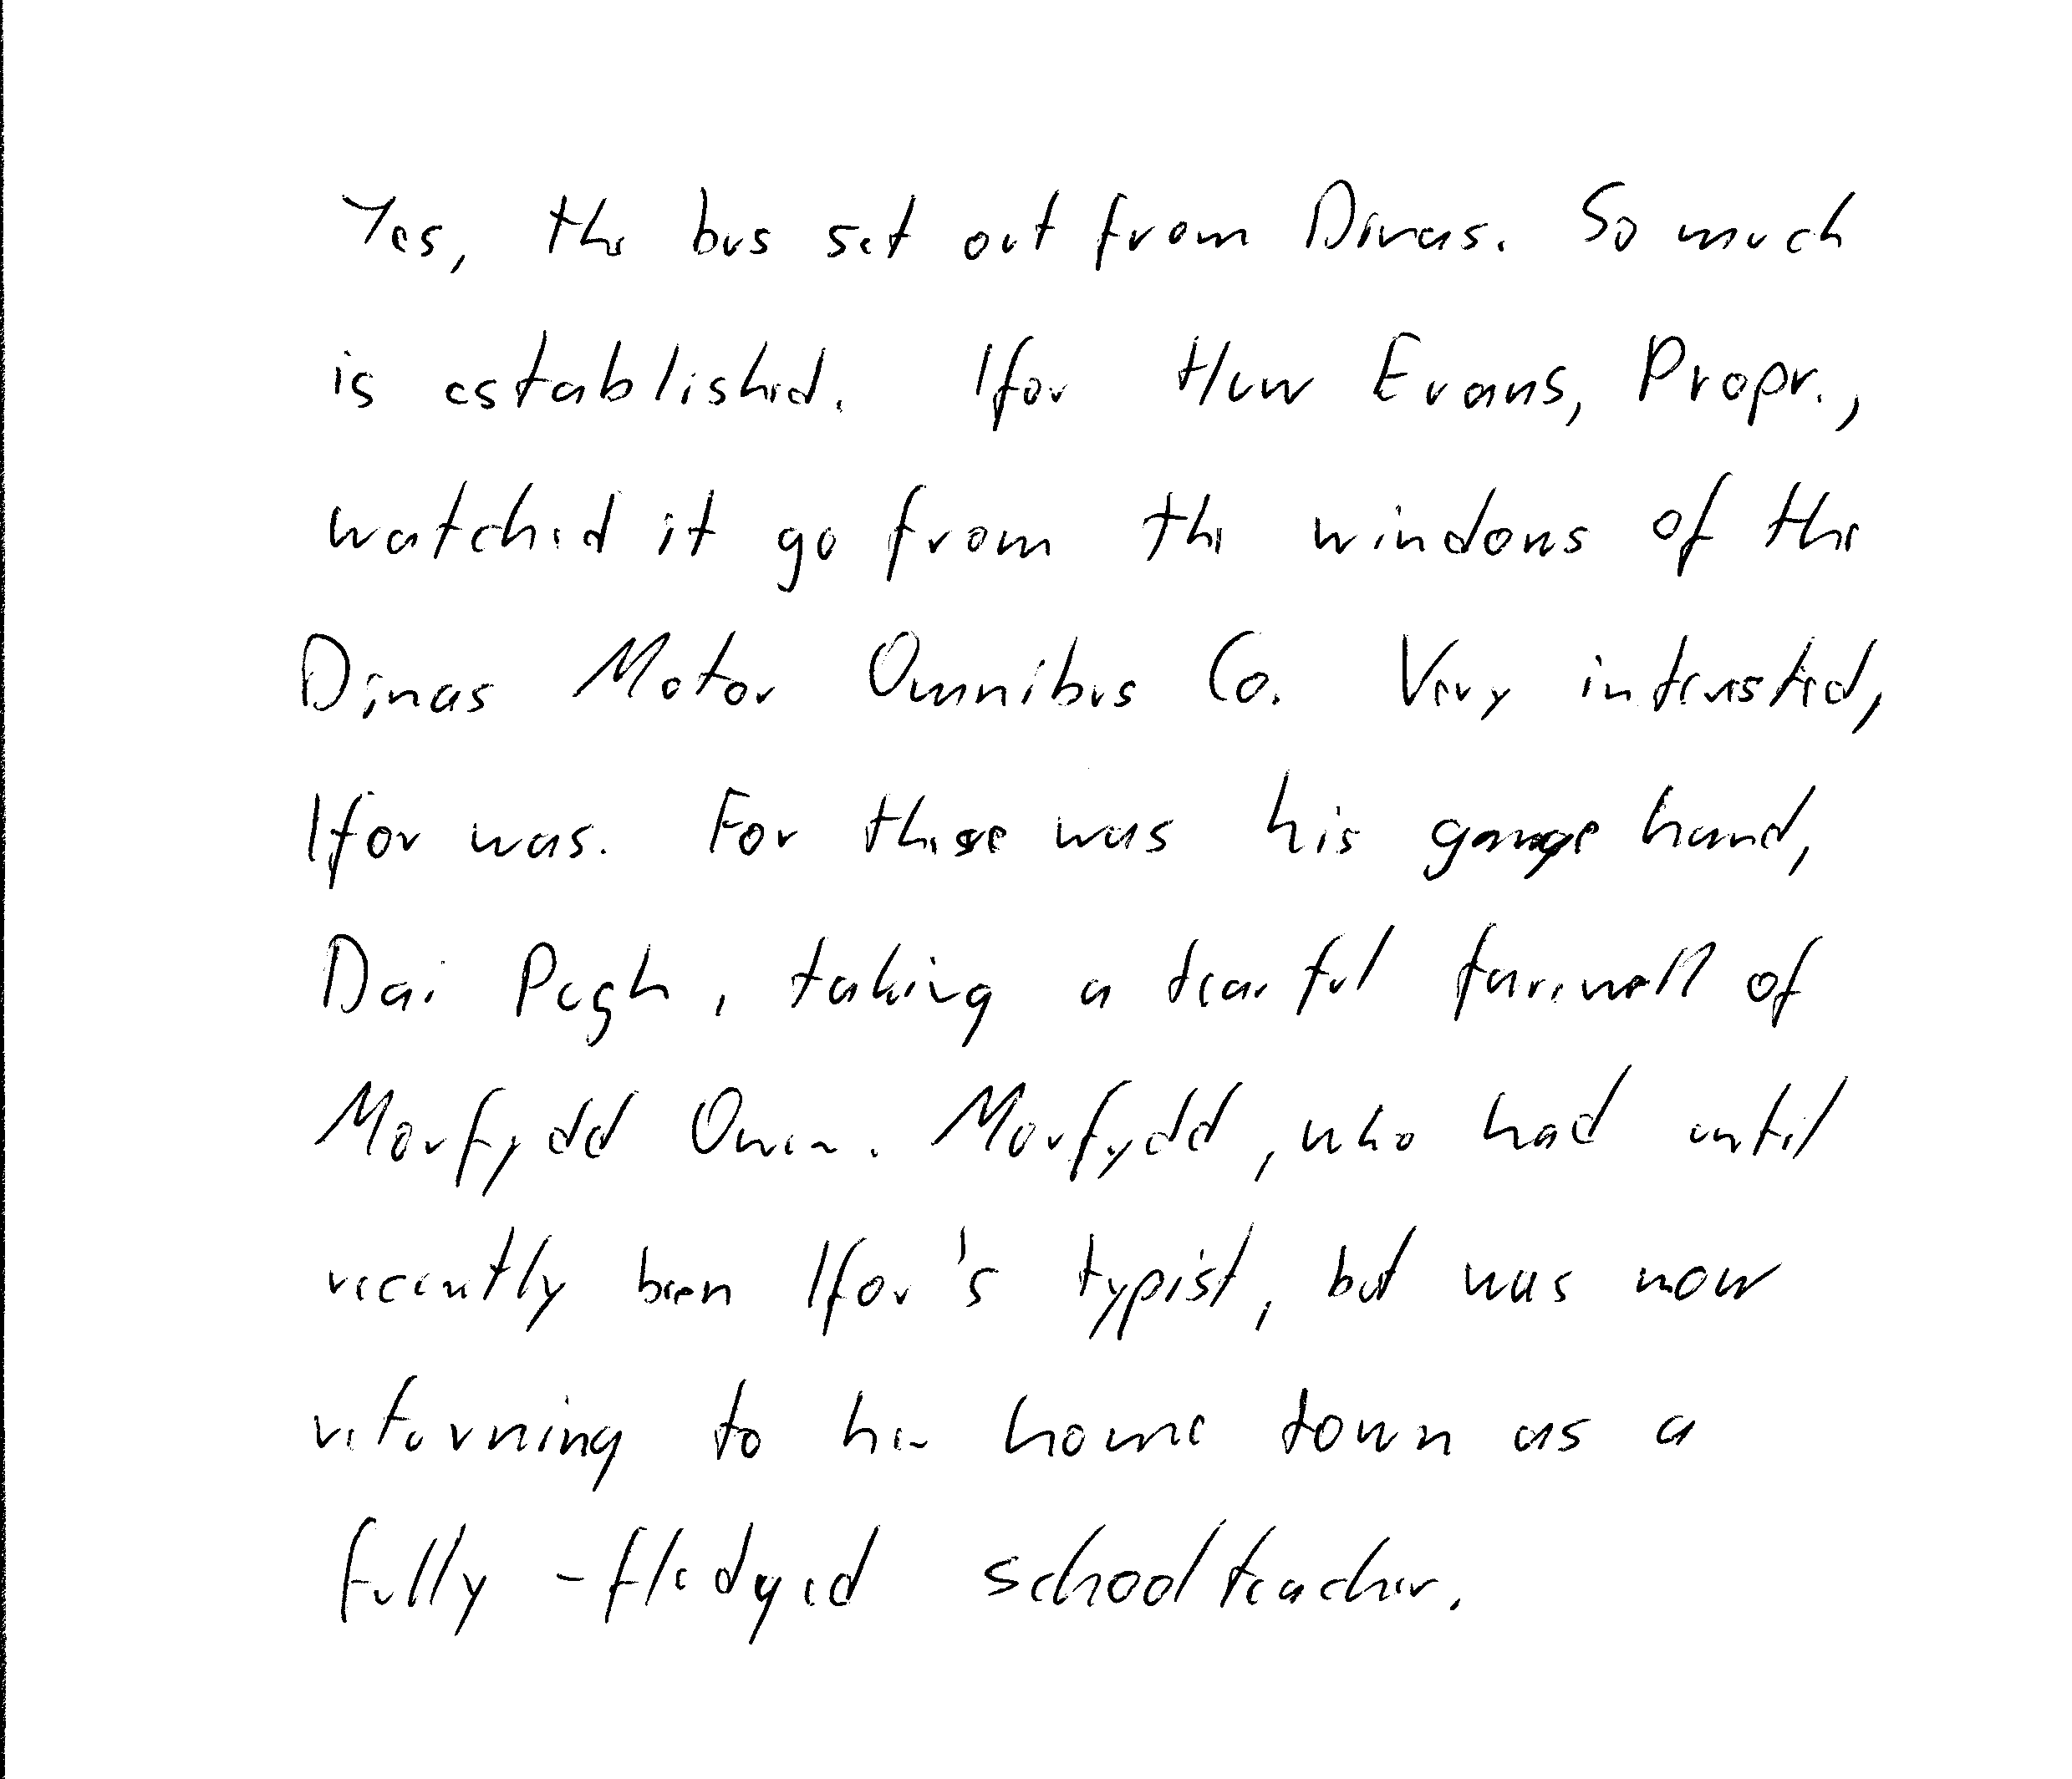 Yes, the bus set out from Dinas. So much
is established. Ifor Huw Evans, Propr.,
watched it go from the windows of the
Dinas Motor Omnibus Co. Very interested,
Ifor was. For there was his garage hand,
Dai Pugh, taking a tearful farewell of
Morfydd Owen. Morfydd, who had until
recently been Ifor's typist, but was now
returning to her home town as a
fully-fledged schoolteacher.